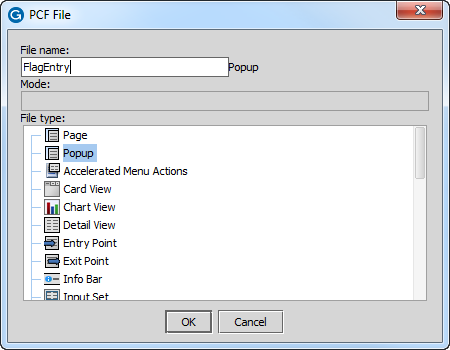 PCF File
File name:
FlagEntry Popup
Mode:
File type:
Page
Popup
Accelerated Menu Actions
Card View
Chart View
Detail View
Entry Point
Exit Point
Info Bar
Input Set
OK Cancel